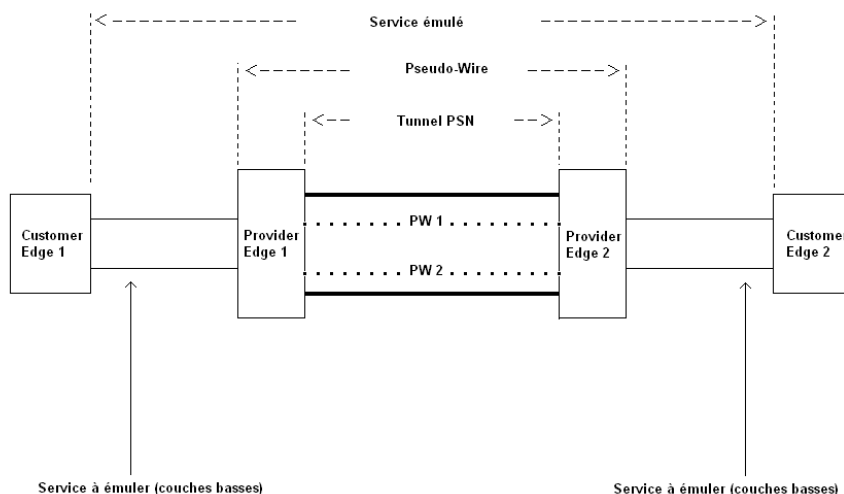 Service émulé
Pseudo-Wire
Tunnel PSN
Customer
Edge 1
Provider
Edge 1
PW 1
PW 2
Provider
Edge 2
Customer
Edge 2
Service à émuler (couches basses)
Service à émuler (couches basses)